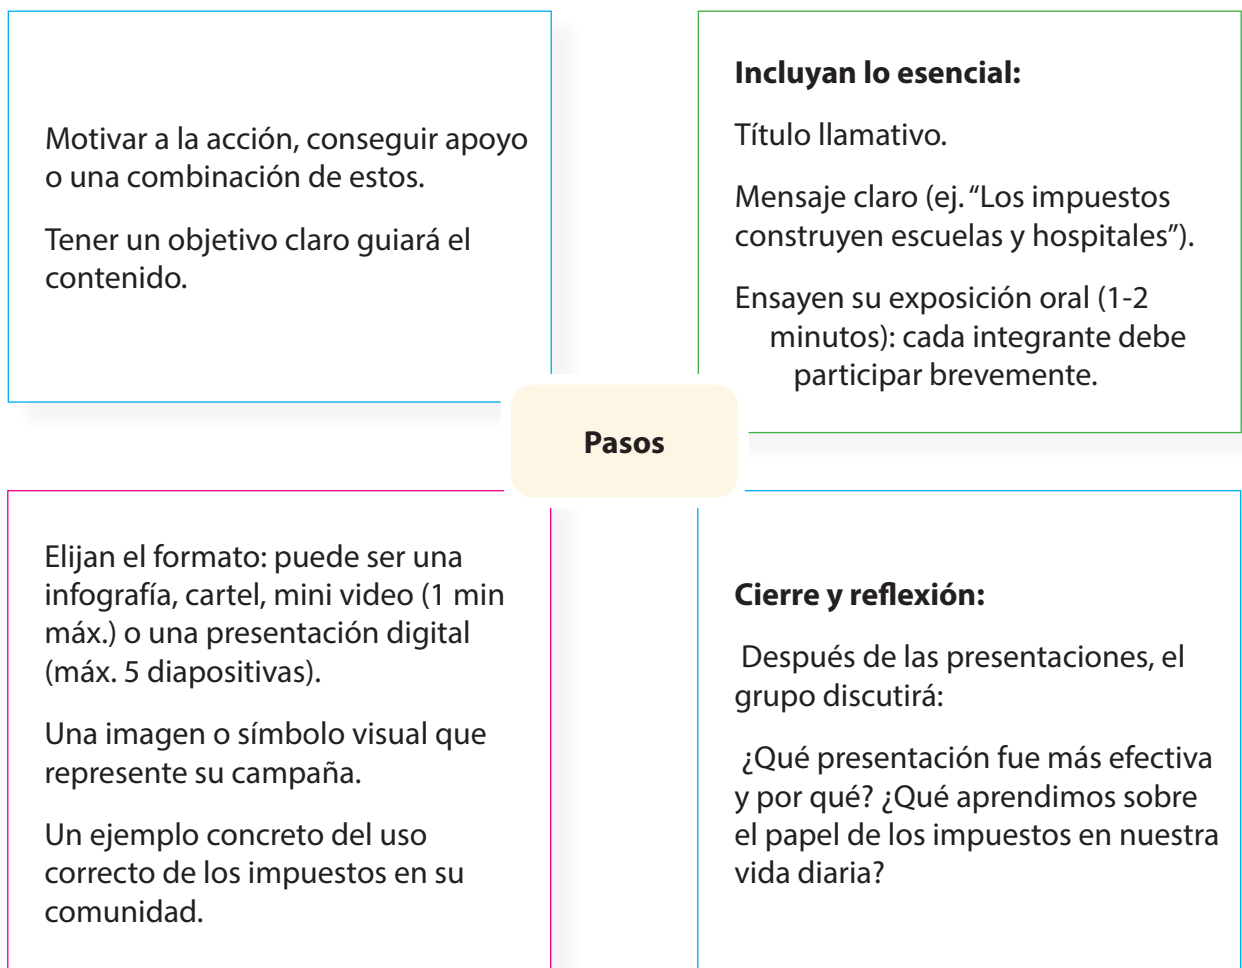 Motivar a la acción, conseguir apoyo
o una combinación de estos.
Tener un objetivo claro guiará el
contenido.
Incluyan lo esencial:
Título llamativo.
Mensaje claro (ej. “Los impuestos
construyen escuelas y hospitales”).
Ensayen su exposición oral (1-2
minutos): cada integrante debe
participar brevemente.
Pasos
Elijan el formato: puede ser una
infografía, cartel, mini video (1 min
máx.) o una presentación digital
(máx. 5 diapositivas).
Una imagen o símbolo visual que
represente su campaña.
Un ejemplo concreto del uso
correcto de los impuestos en su
comunidad.
Cierre y reflexión:
Después de las presentaciones, el
grupo discutirá:
¿Qué presentación fue más efectiva
y por qué? ¿Qué aprendimos sobre
el papel de los impuestos en nuestra
vida diaria?